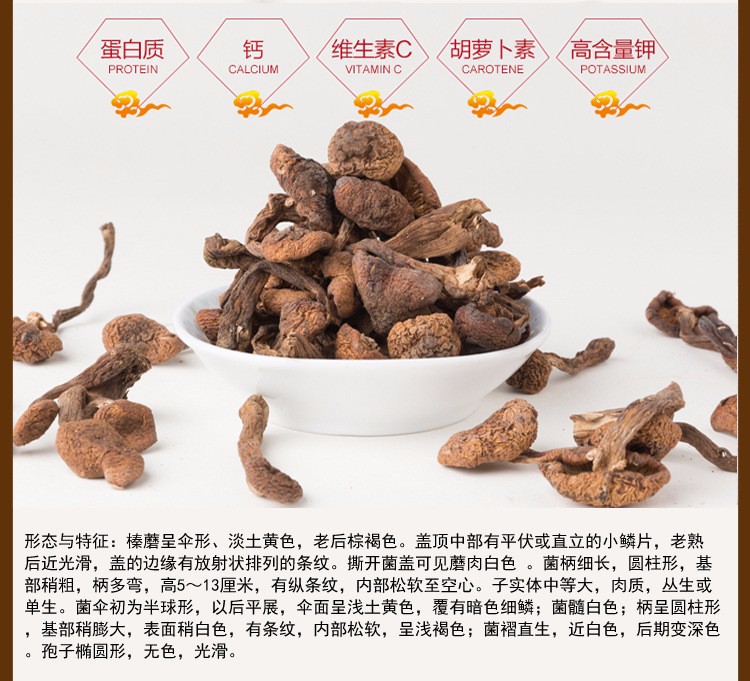 蛋白质 钙 维生素C 胡萝卜素 高含量钾
PROTEIN CALCIUM VITAMIN C CAROTENE POTASSIUM
形态与特征：榛蘑呈伞形、淡土黄色，老后棕褐色。盖顶中部有平伏或直立的小鳞片，老熟
后近光滑，盖的边缘有放射状排列的条纹。撕开菌盖可见蘑肉白色 。菌柄细长，圆柱形，基
部稍粗，柄多弯，高5～13厘米，有纵条纹，内部松软至空心。子实体中等大，肉质，丛生或
单生。菌伞初为半球形，以后平展，伞面呈浅土黄色，覆有暗色细鳞；菌髓白色；柄呈圆柱形
，基部稍膨大，表面稍白色，有条纹，内部松软，呈浅褐色；菌褶直生，近白色，后期变深色
。孢子椭圆形，无色，光滑。